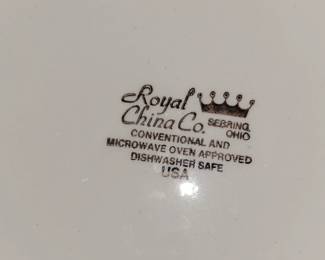 Royal
China Co. SEBRING,
OHIO
CONVENTIONAL AND
MICROWAVE OVEN APPROVED
DISHWASHER SAFE
USA